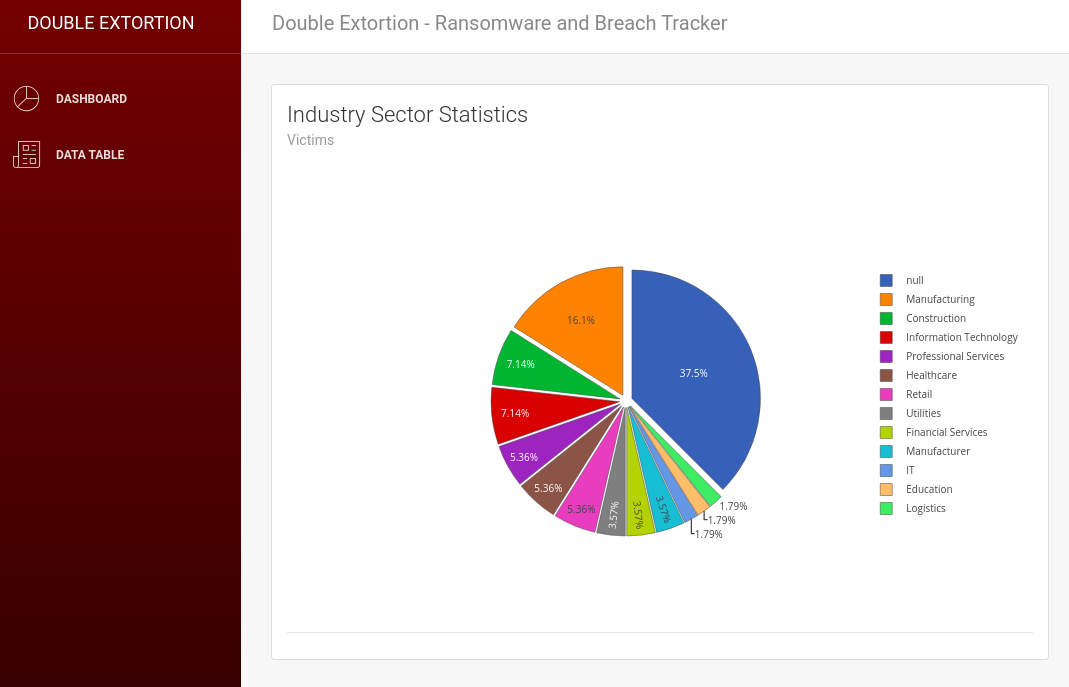 DOUBLE EXTORTION
Double Extortion - Ransomware and Breach Tracker
DASHBOARD
DATA TABLE
Industry Sector Statistics
Victims
16.1%
37.5%
7.14%
7.14%
5.36%
5.36%
5.36%
3.57%
3.57%
3.57%
1.79%
1.79%
1.79%
null
Manufacturing
Construction
Information Technology
Professional Services
Healthcare
Retail
Utilities
Financial Services
Manufacturer
IT
Education
Logistics